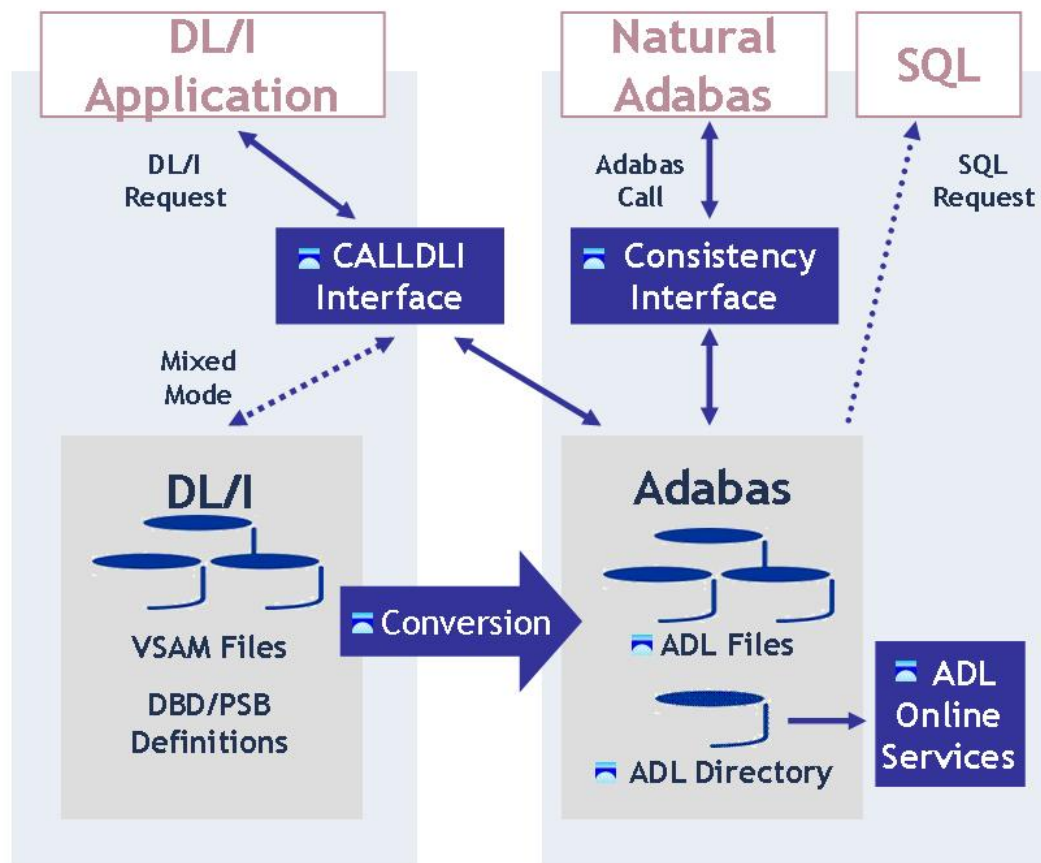 DL/I
Application
Natural
Adabas
SQL
DL/I
Request
Adabas
Call
SQL
Request
CALLDLI
Interface
Consistency
Interface
Mixed
Mode
DL/I
VSAM Files
DBD/PSB
Definitions
Conversion
Adabas
ADL Files
ADL Directory
ADL
Online
Services